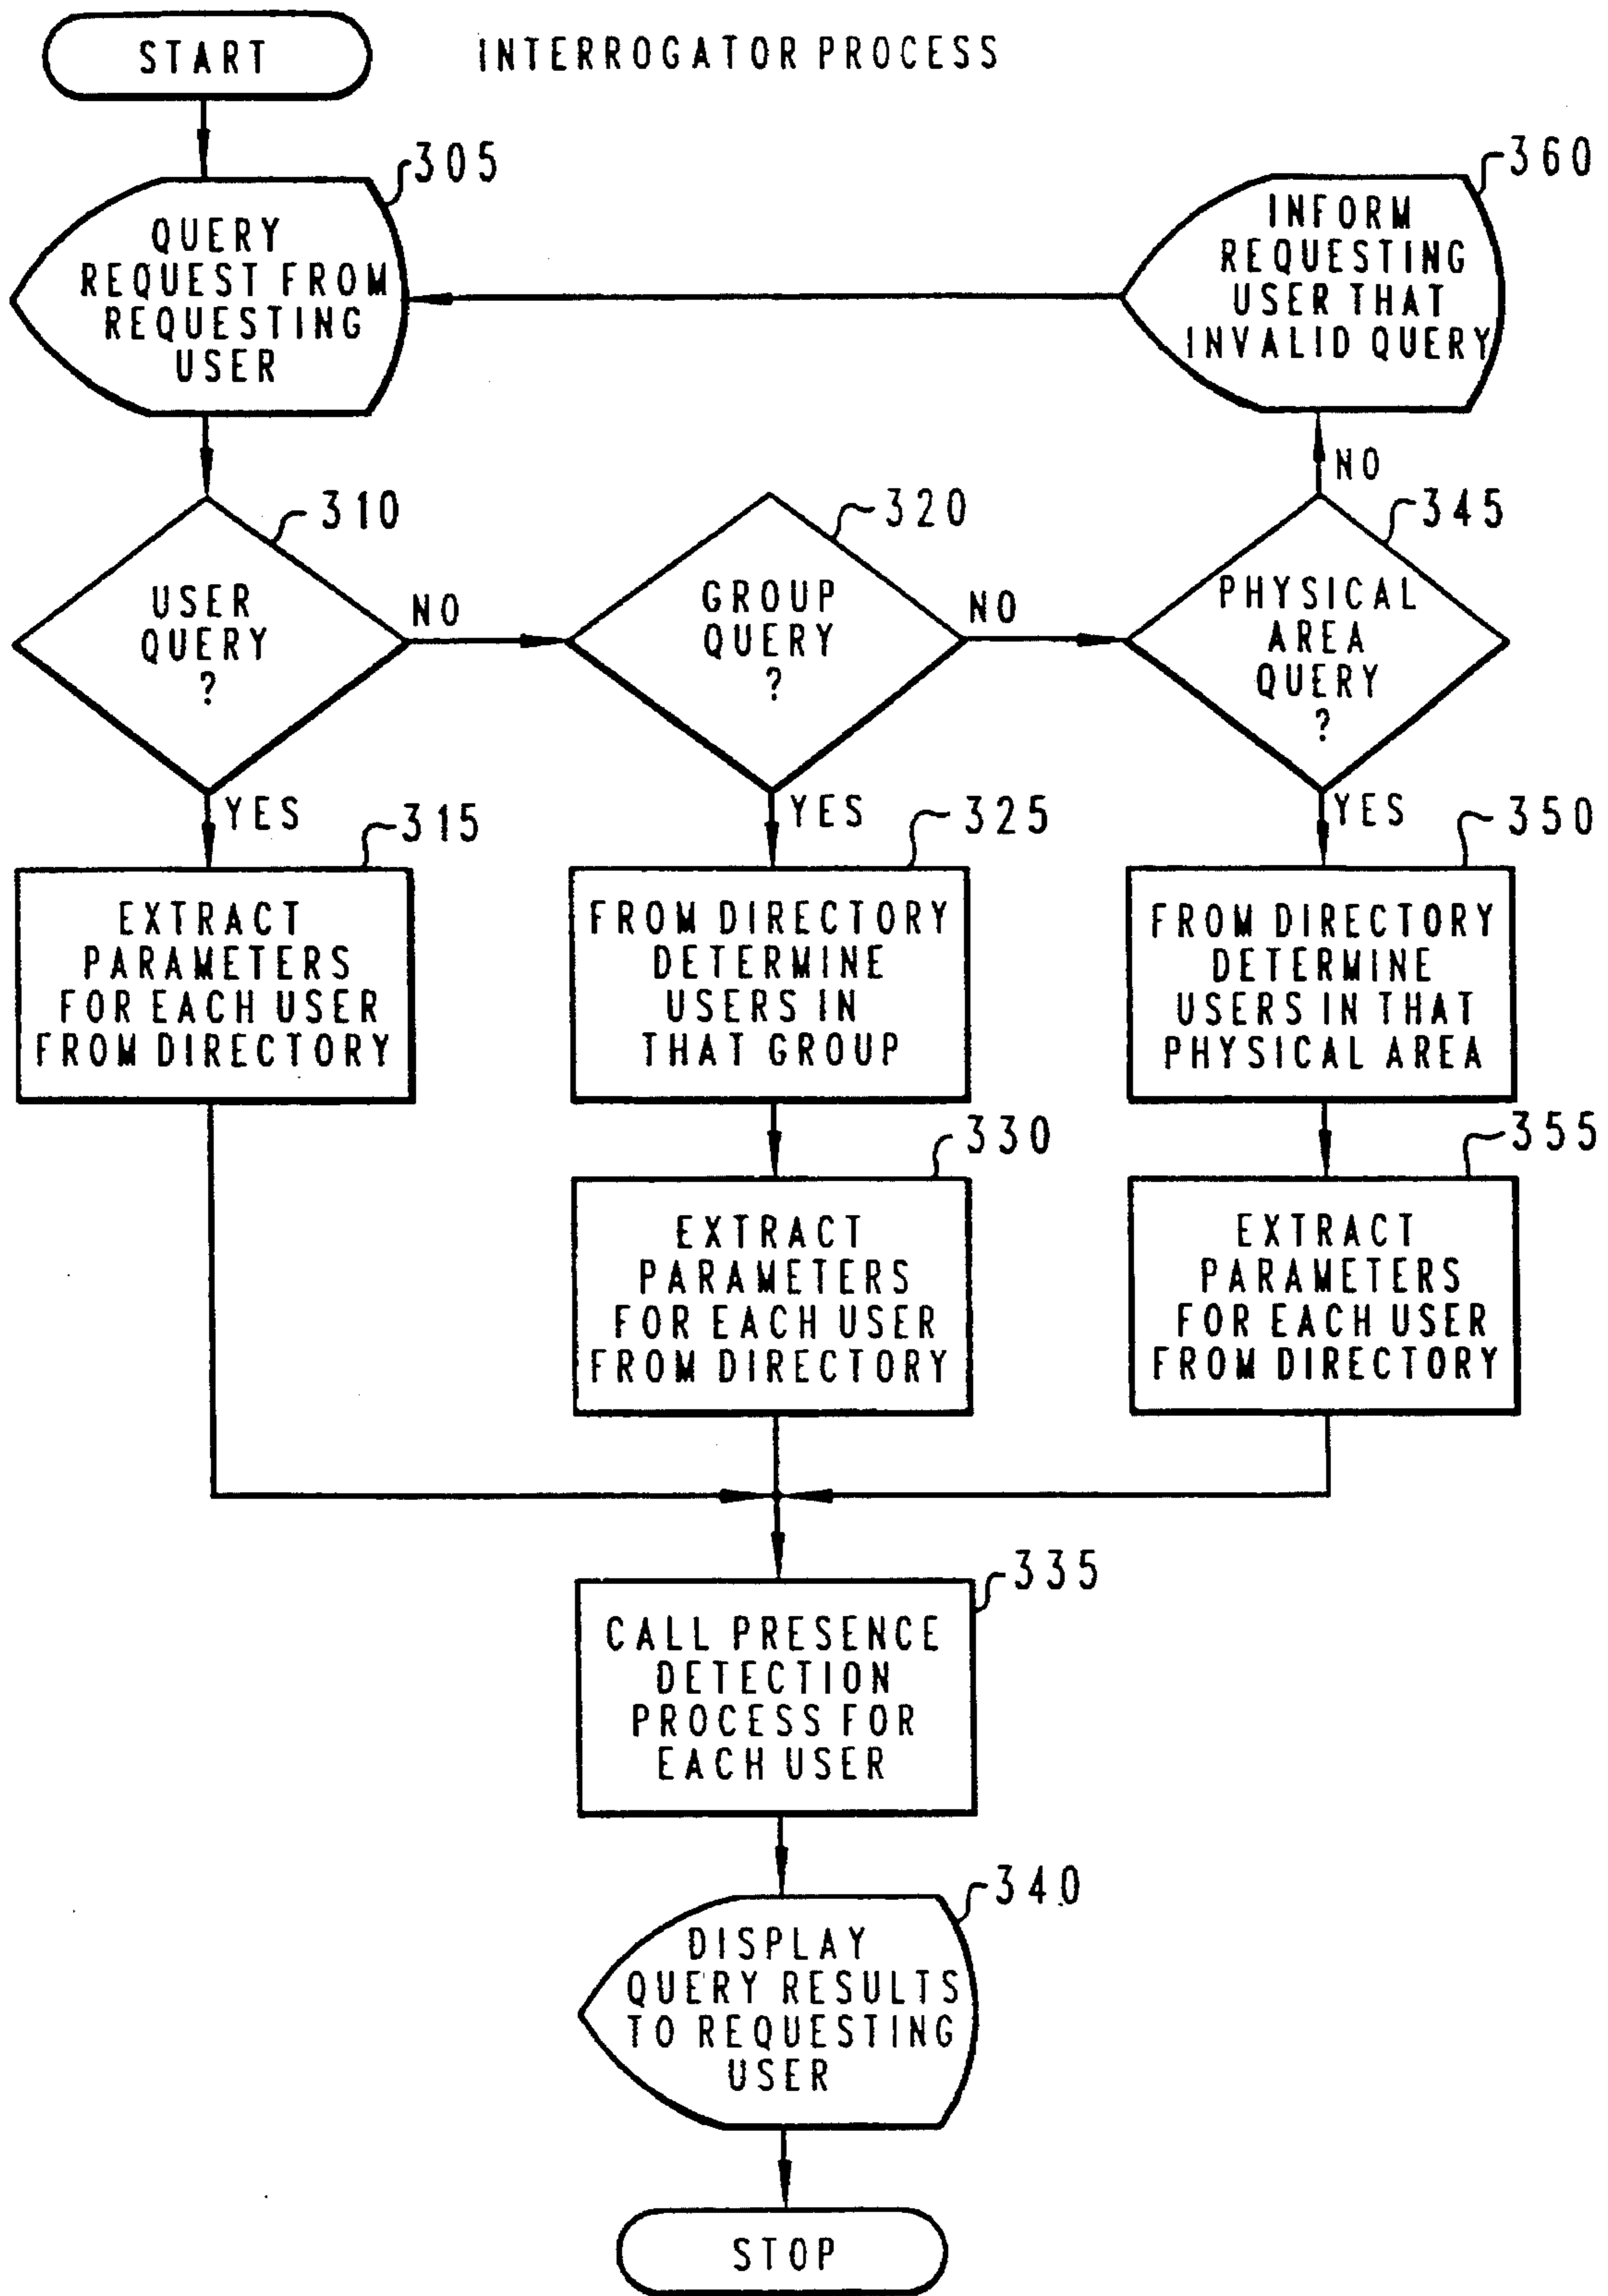 START
INTERROGATOR PROCESS
305
QUERY
REQUEST FROM
REQUESTING
USER
360
INFORM
REQUESTING
USER THAT
INVALID QUERY
NO
310
USER
QUERY
?
NO
320
GROUP
QUERY
?
NO
345
PHYSICAL
AREA
QUERY
?
YES
315
EXTRACT
PARAMETERS
FOR EACH USER
FROM DIRECTORY
YES
325
FROM DIRECTORY
DETERMINE
USERS IN
THAT GROUP
YES
350
FROM DIRECTORY
DETERMINE
USERS IN THAT
PHYSICAL AREA
330
EXTRACT
PARAMETERS
FOR EACH USER
FROM DIRECTORY
355
EXTRACT
PARAMETERS
FOR EACH USER
FROM DIRECTORY
335
CALL PRESENCE
DETECTION
PROCESS FOR
EACH USER
340
DISPLAY
QUERY RESULTS
TO REQUESTING
USER
STOP